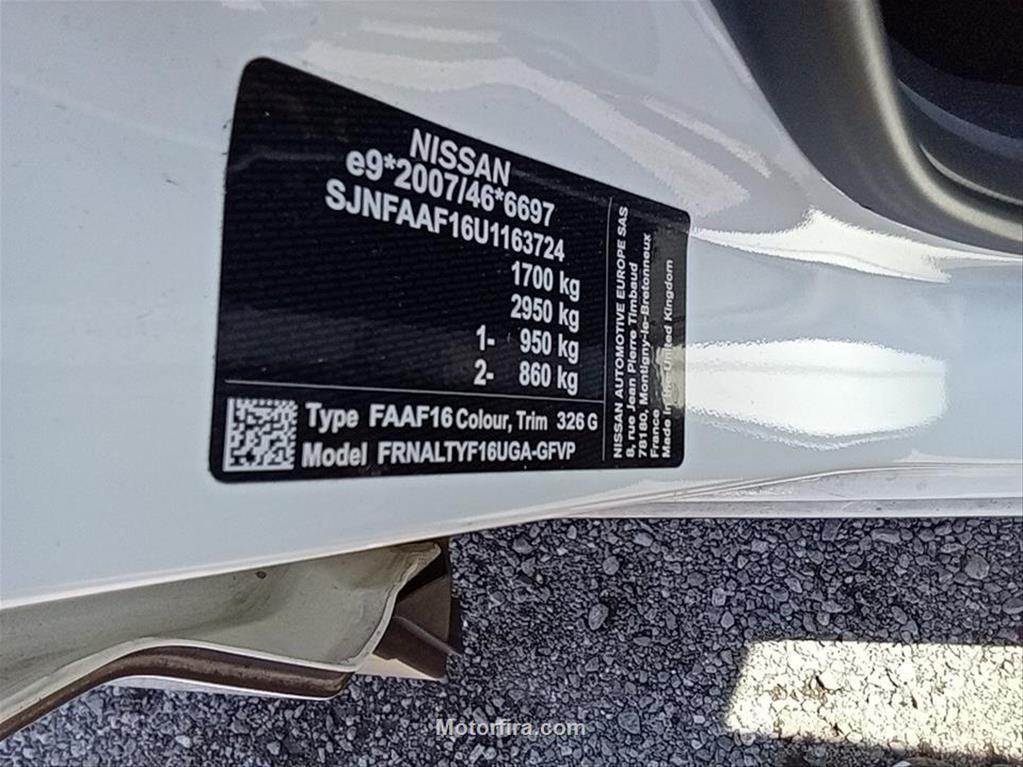 NISSAN
e9*2007/46*6697
SJNFAAF16U1163724
1700 kg
2950 kg
1- 950 kg
2- 860 kg
Type FAAF16 Colour, Trim 326 G
Model FRNALTYF16UGA-GFVP
NISSAN AUTOMOTIVE EUROPE SAS
8, rue Jean Pierre Timbaud
78180, Montigny-le-Bretonneux
France
Made in the United Kingdom
Motorfira.com